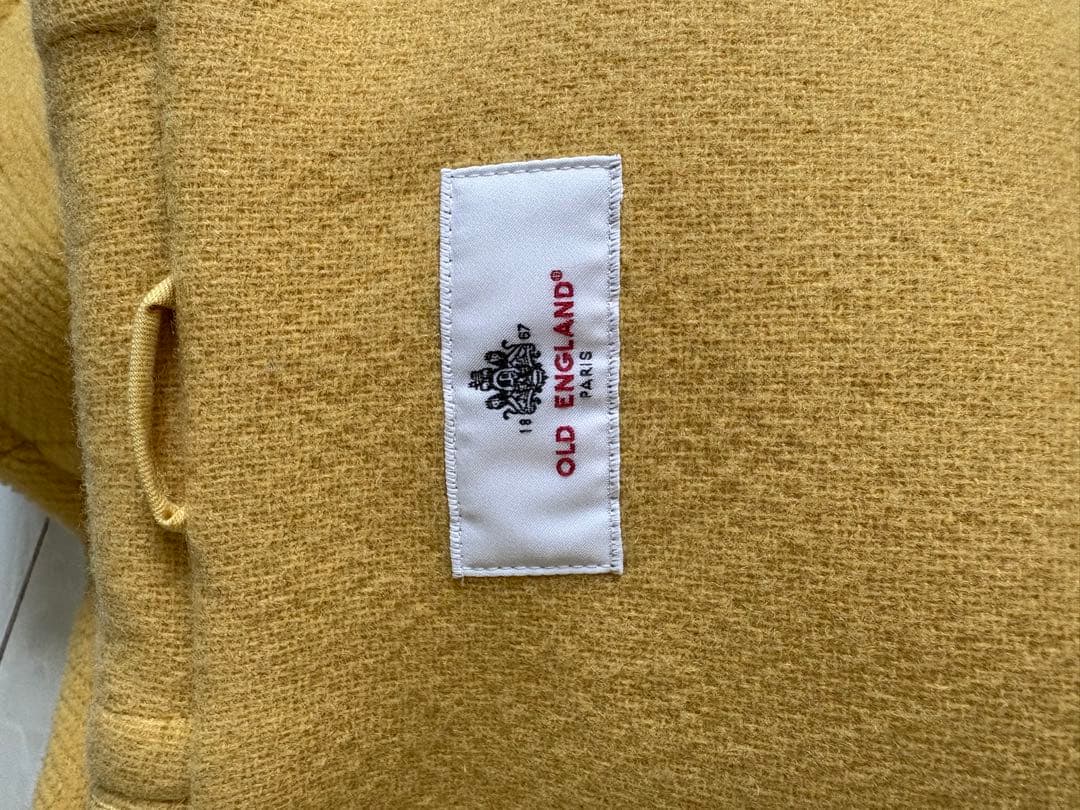 18 67
OLD ENGLAND®
PARIS